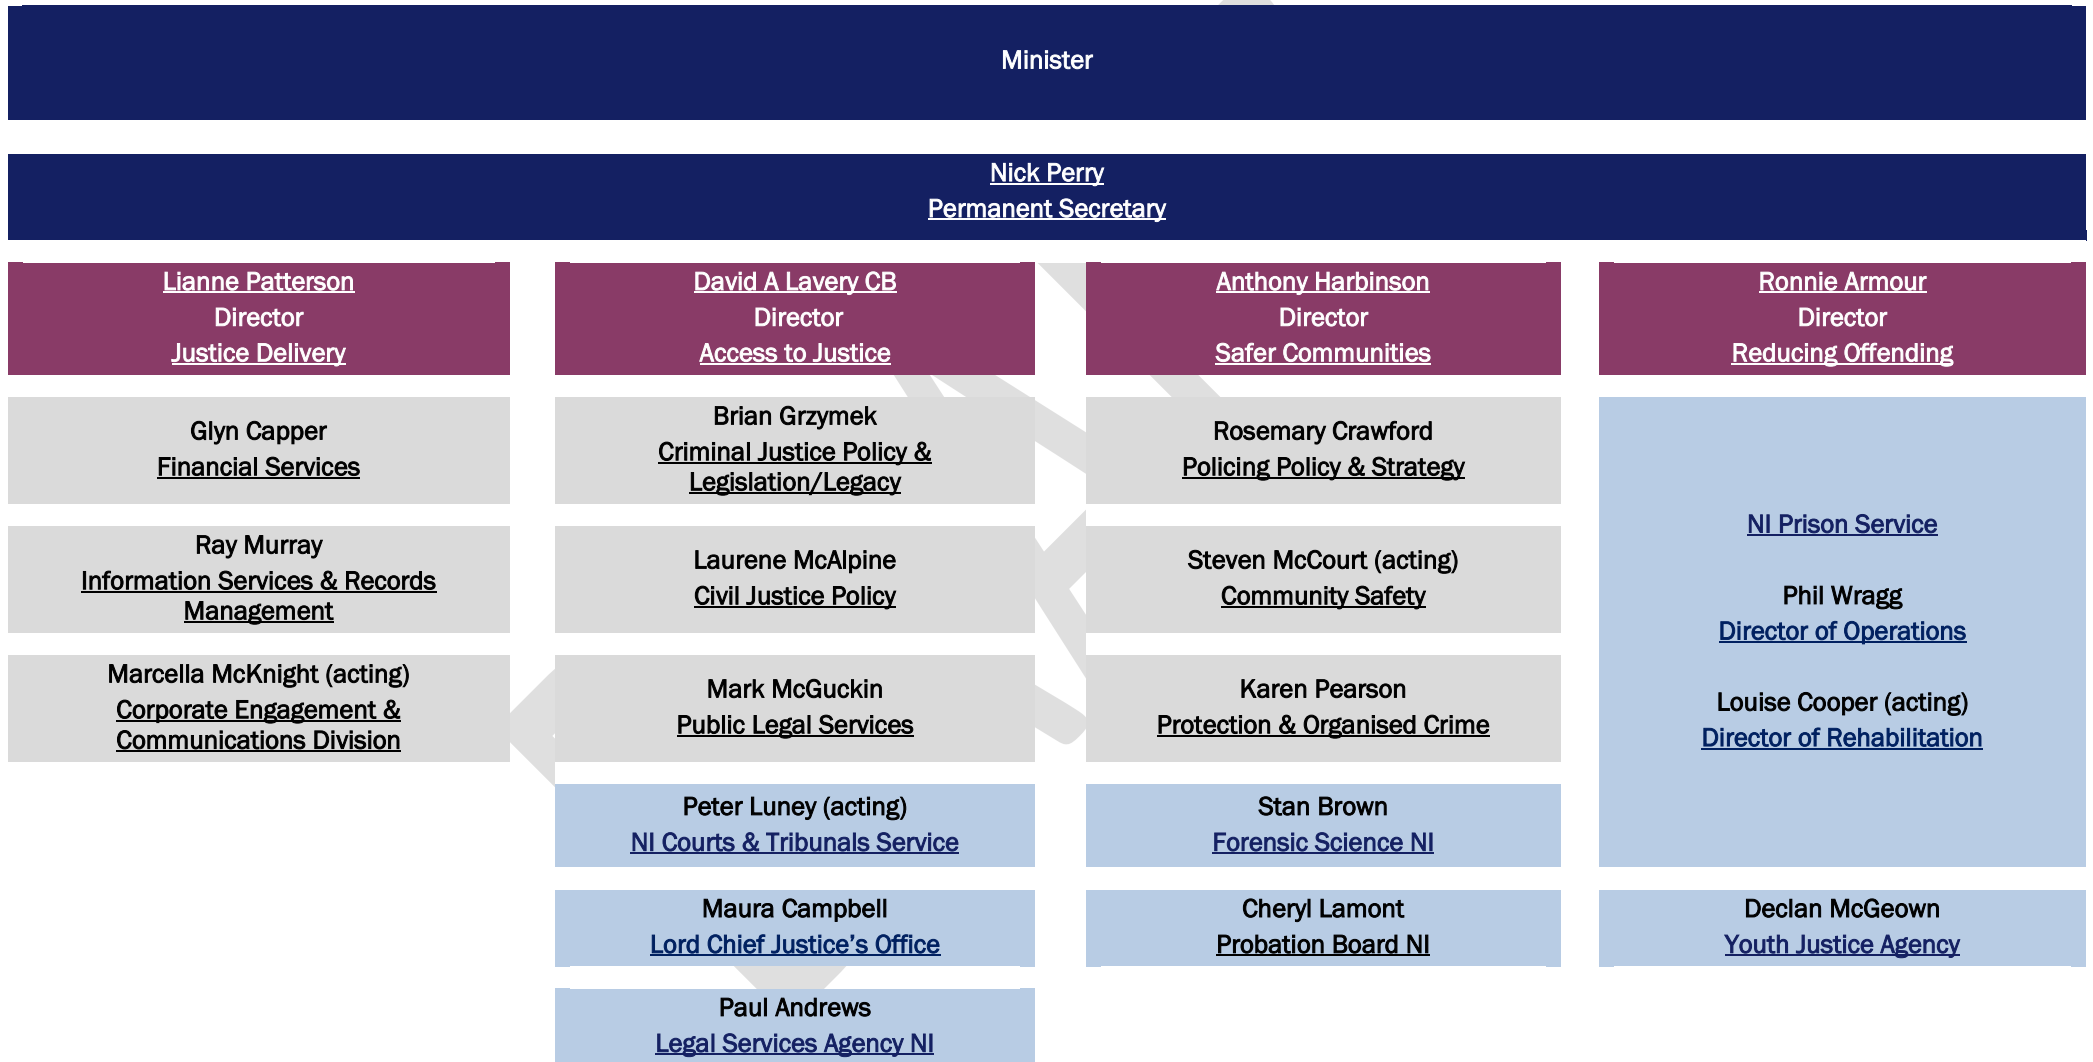 Minister
Nick Perry
Permanent Secretary
Lianne Patterson
Director
Justice Delivery
David A Lavery CB
Director
Access to Justice
Anthony Harbinson
Director
Safer Communities
Ronnie Armour
Director
Reducing Offending
Glyn Capper
Financial Services
Ray Murray
Information Services & Records
Management
Marcella McKnight (acting)
Corporate Engagement &
Communications Division
Brian Grzymek
Criminal Justice Policy &
Legislation/Legacy
Laurene McAlpine
Civil Justice Policy
Mark McGuckin
Public Legal Services
Peter Luney (acting)
NI Courts & Tribunals Service
Maura Campbell
Lord Chief Justice’s Office
Paul Andrews
Legal Services Agency NI
Rosemary Crawford
Policing Policy & Strategy
Steven McCourt (acting)
Community Safety
Karen Pearson
Protection & Organised Crime
Stan Brown
Forensic Science NI
Cheryl Lamont
Probation Board NI
NI Prison Service
Phil Wragg
Director of Operations
Louise Cooper (acting)
Director of Rehabilitation
Declan McGeown
Youth Justice Agency